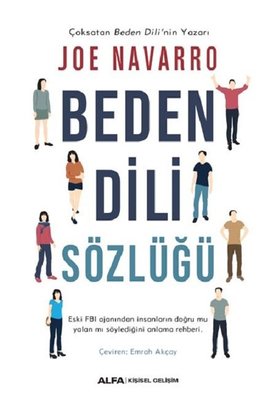 Çoksatan Beden Dili'nin Yazarı
JOE NAVARRO
BEDEN
DİLİ
SÖZLÜĞÜ
Eski FBI ajanından insanların doğru mu
yalan mı söylediğini anlama rehberi.
Çeviren: Emrah Akçay
ALFA | KİŞİSEL GELİŞİM